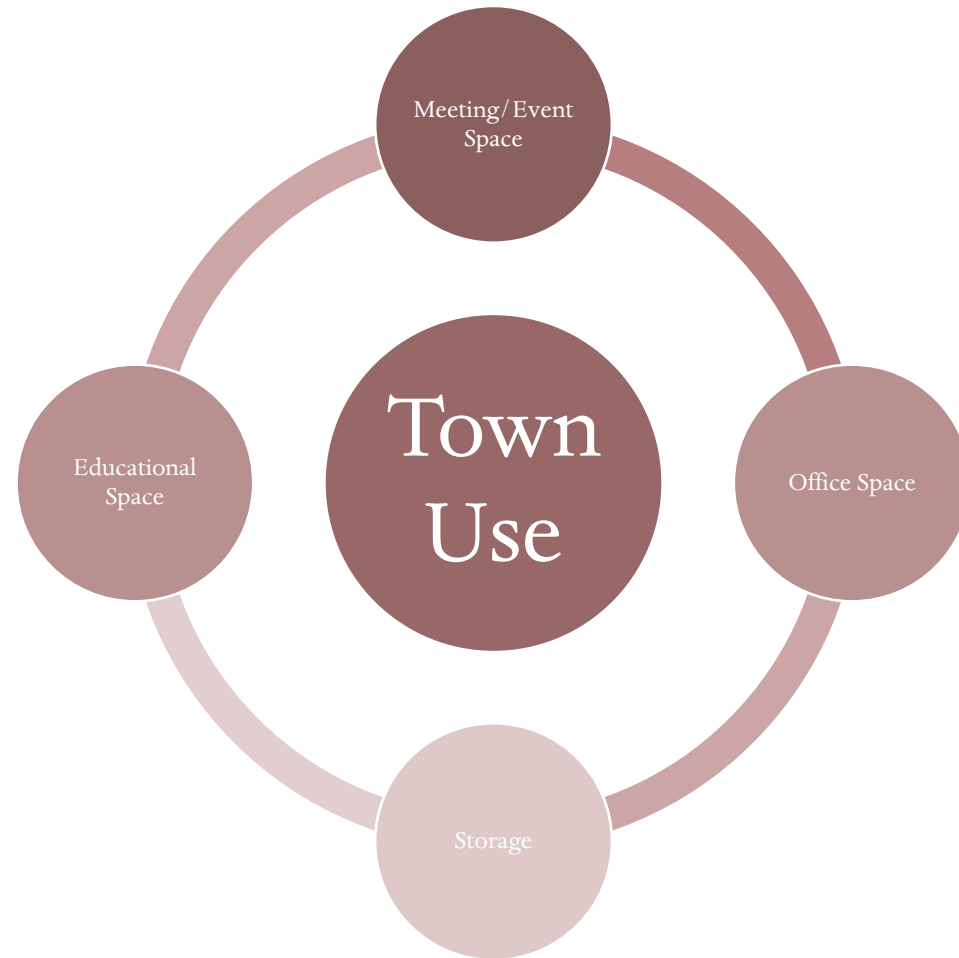 Meeting/Event
Space
Educational
Space
Town
Use
Office Space
Storage